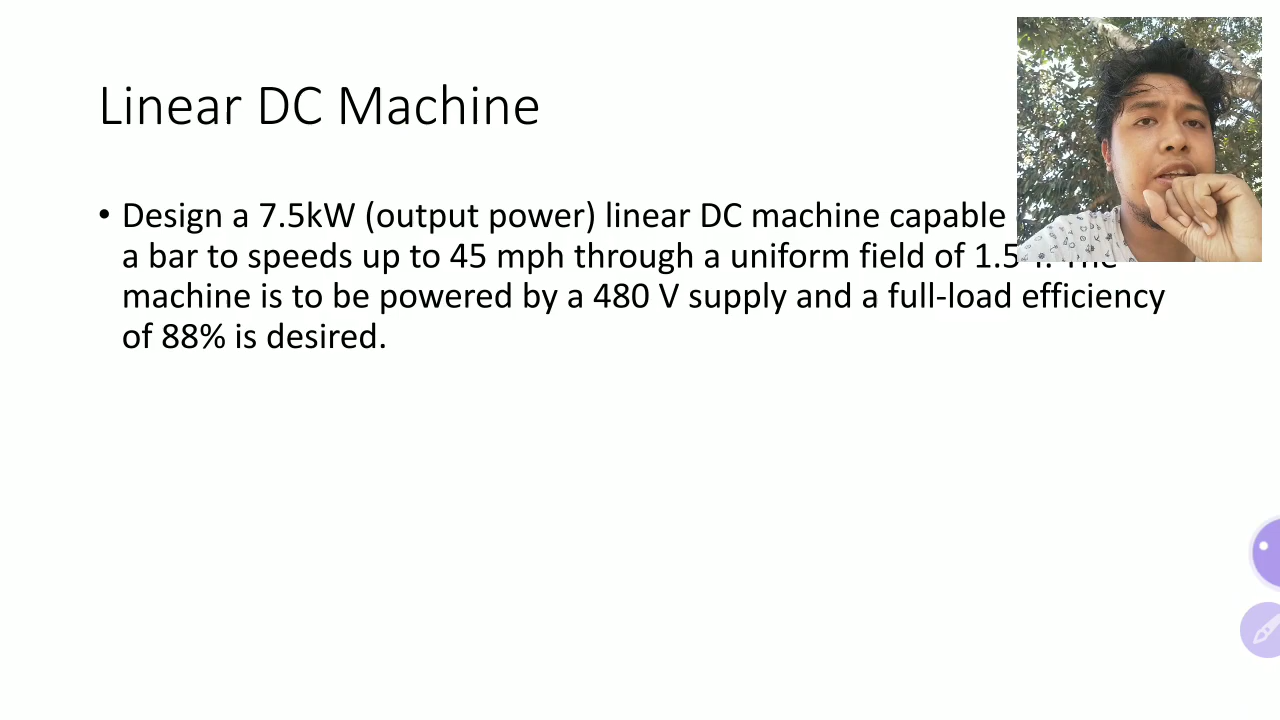 Linear DC Machine
• Design a 7.5kW (output power) linear DC machine capable
a bar to speeds up to 45 mph through a uniform field of 1.5
machine is to be powered by a 480 V supply and a full-load efficiency
of 88% is desired.